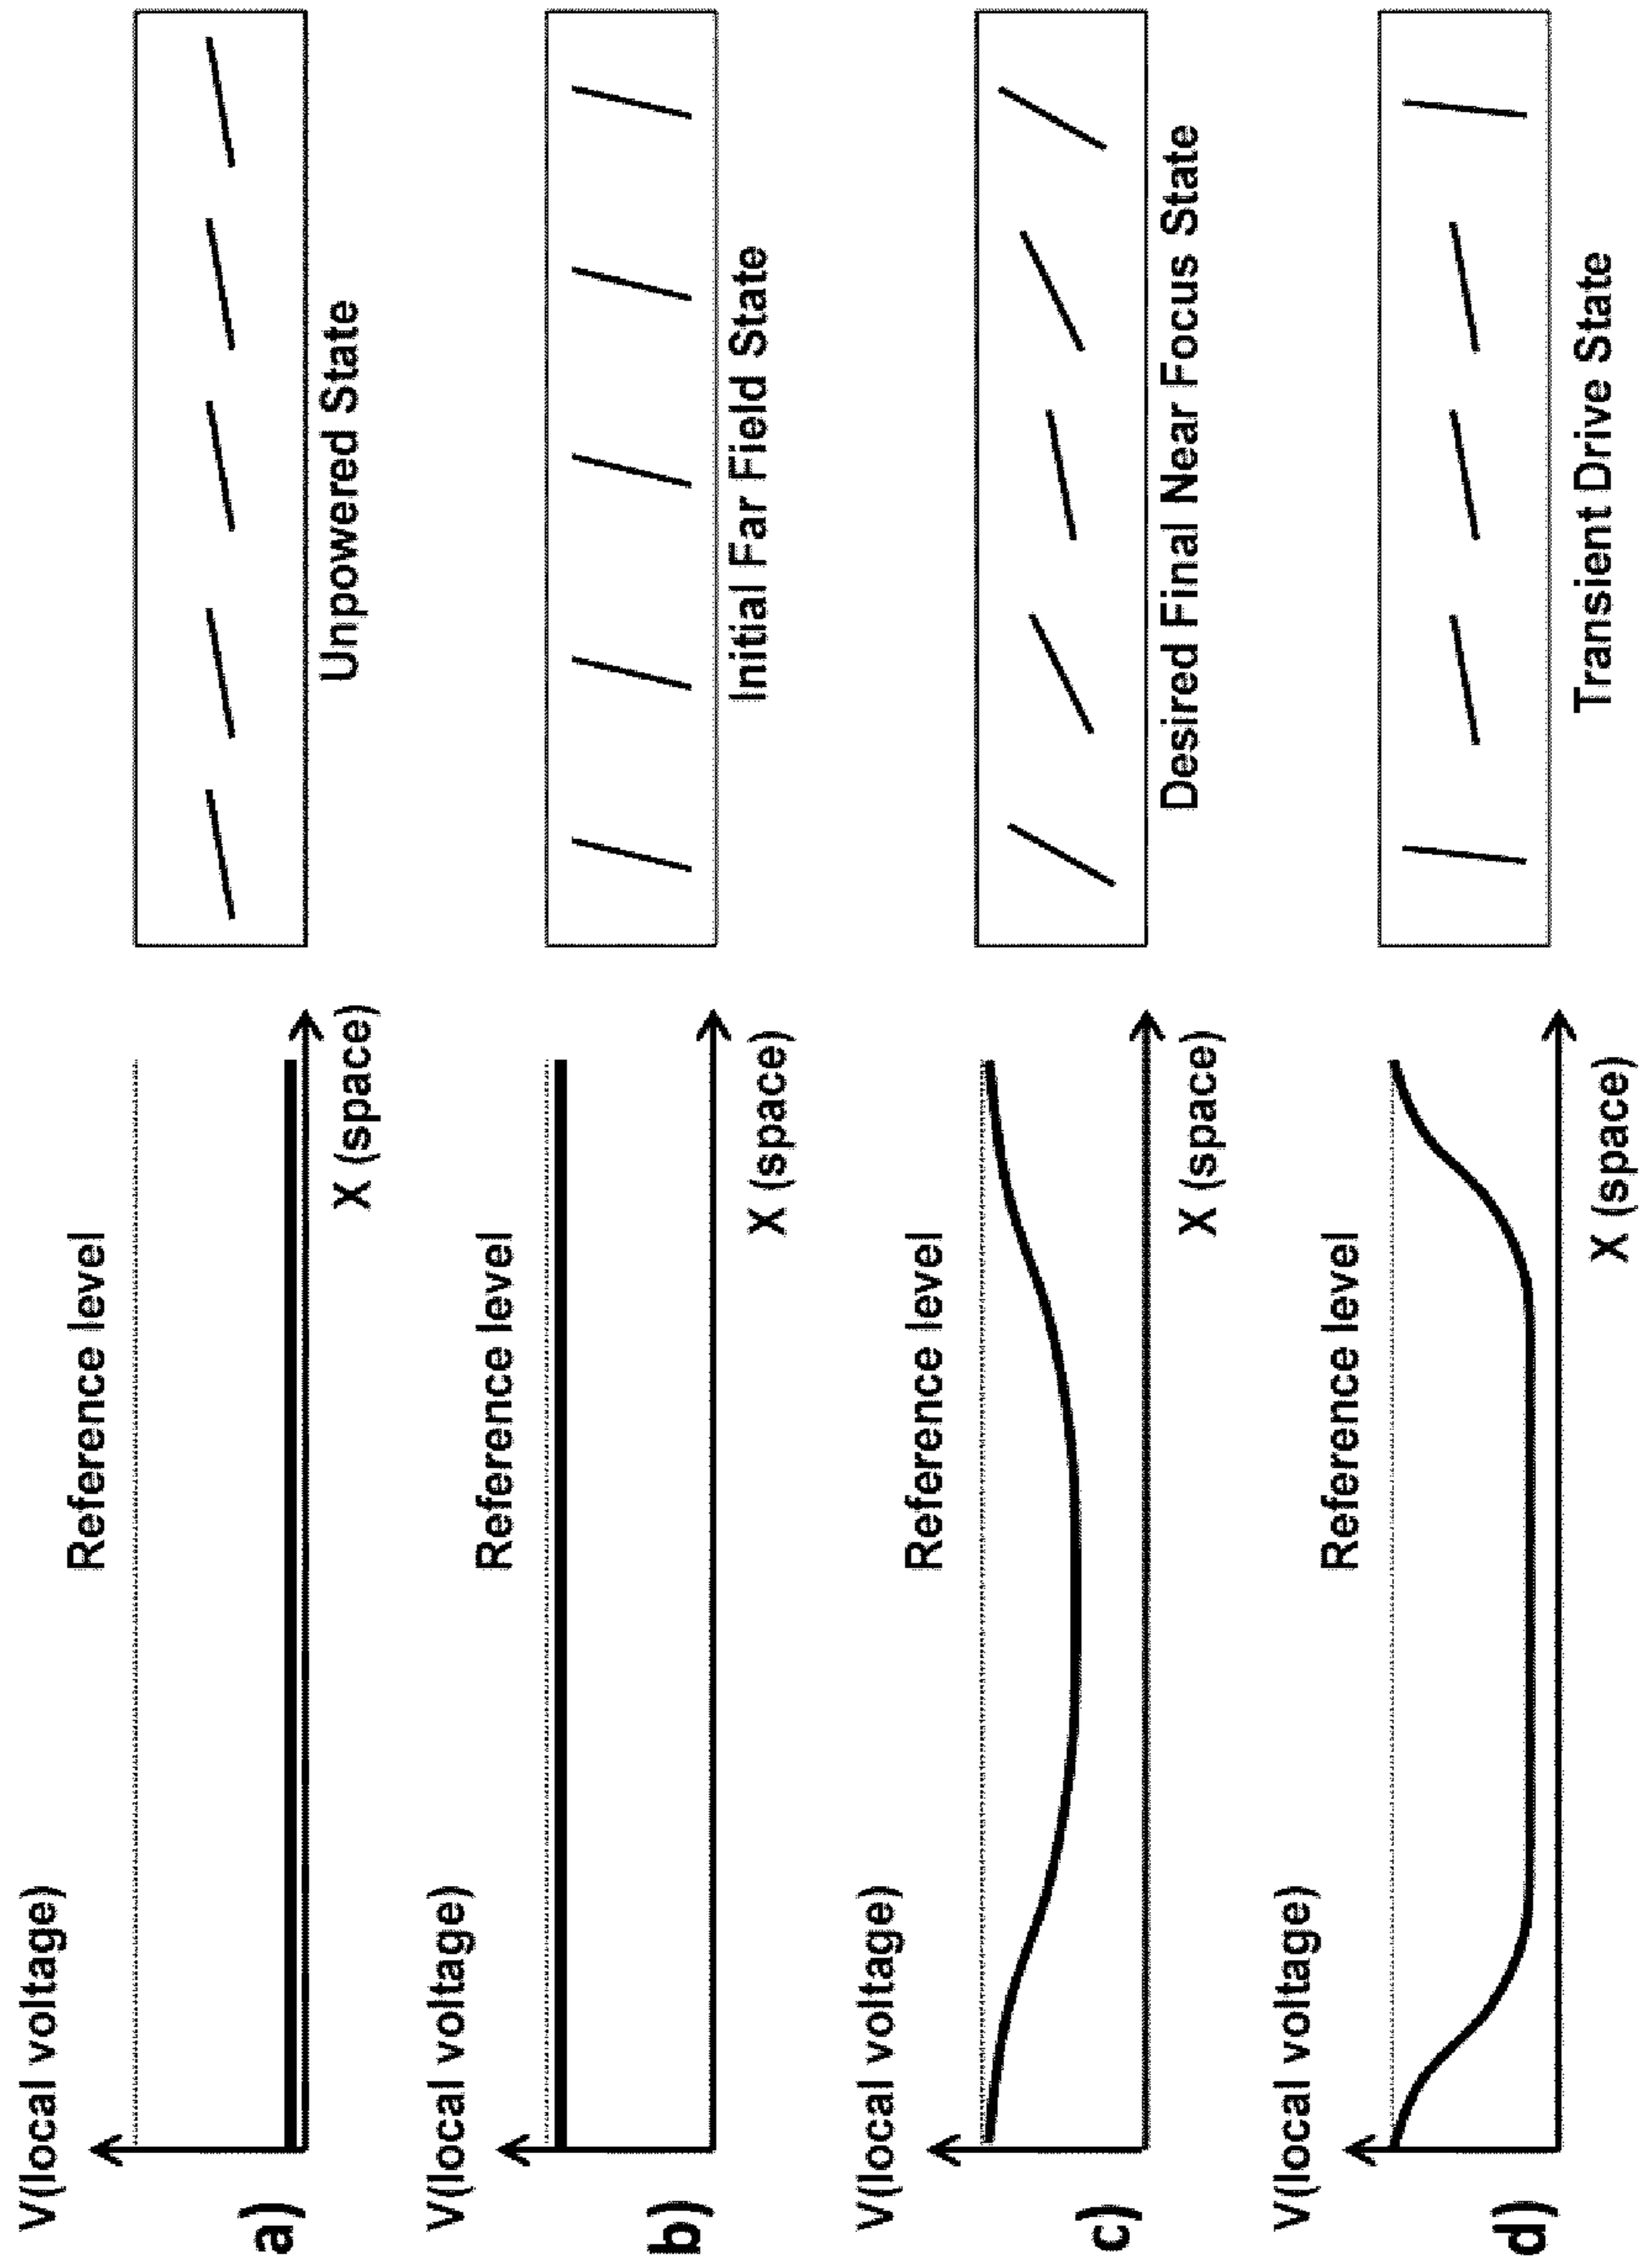 V(local voltage)
Reference level
a)
X (space)
Unpowered State
V(local voltage)
Reference level
b)
X (space)
Initial Far Field State
V(local voltage)
Reference level
c)
X (space)
Desired Final Near Focus State
V(local voltage)
Reference level
d)
X (space)
Transient Drive State